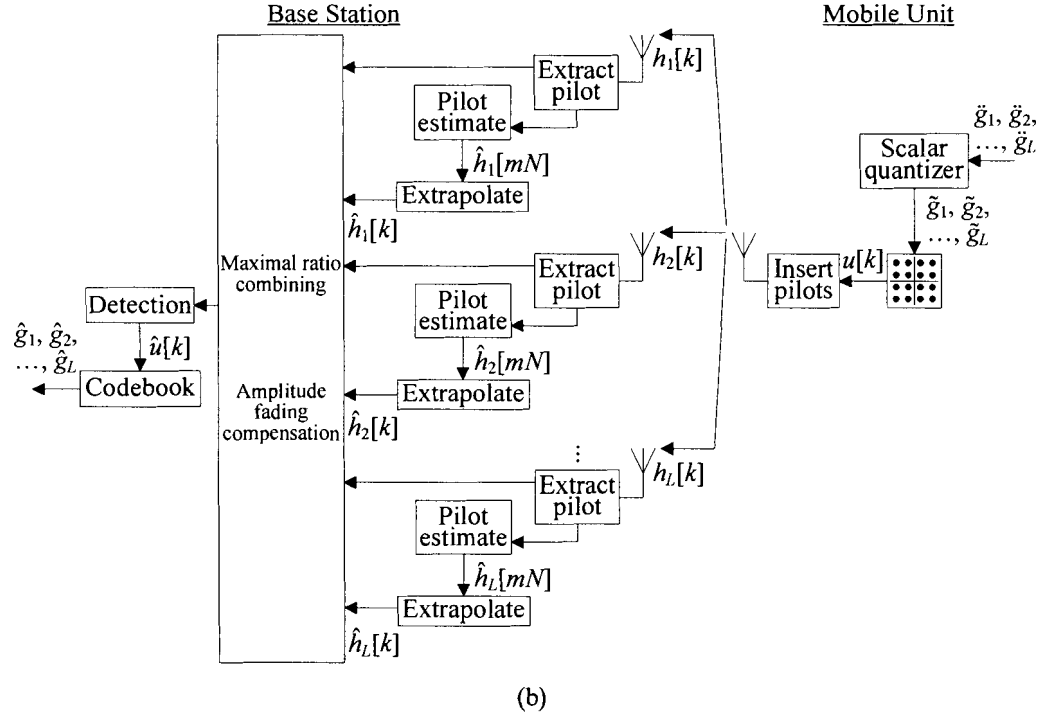 Base Station
Mobile Unit
h₁[k]
Extract
pilot
Pilot
estimate
ĥ₁[mN]
Extrapolate
ĥ₁[k]
g̈₁, g̈₂,
..., g̈_L
Scalar
quantizer
g̃₁, g̃₂,
..., g̃_L
h₂[k]
u[k]
Insert
pilots
Maximal ratio
combining
Extract
pilot
Pilot
estimate
ĥ₂[mN]
Extrapolate
ĥ₂[k]
Detection
û[k]
ĝ₁, ĝ₂,
..., ĝ_L
Codebook
Amplitude
fading
compensation
⋮
h_L[k]
Extract
pilot
Pilot
estimate
ĥ_L[mN]
Extrapolate
ĥ_L[k]
(b)